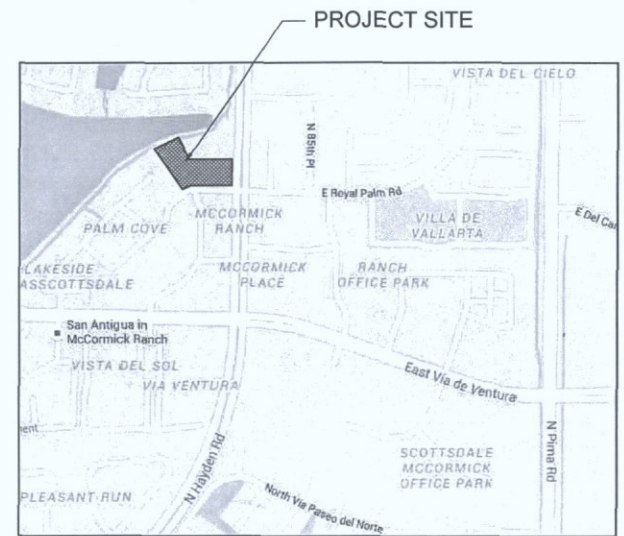 PROJECT SITE
VISTA DEL CIELO
N 85th Pl
E Royal Palm Rd
PALM COVE
MCCORMICK
RANCH
VILLA DE
VALLARTA
E Del Ca
LAKESIDE
ASSCOTTSDALE
MCCORMICK
PLACE
RANCH
OFFICE PARK
San Antigua in
McCormick Ranch
VISTA DEL SOL
VIA VENTURA
East Vía de Ventura
N Hayden Rd
N Pima Rd
SCOTTSDALE
MCCORMICK
OFFICE PARK
PLEASANT RUN
North Via Paseo del Norte